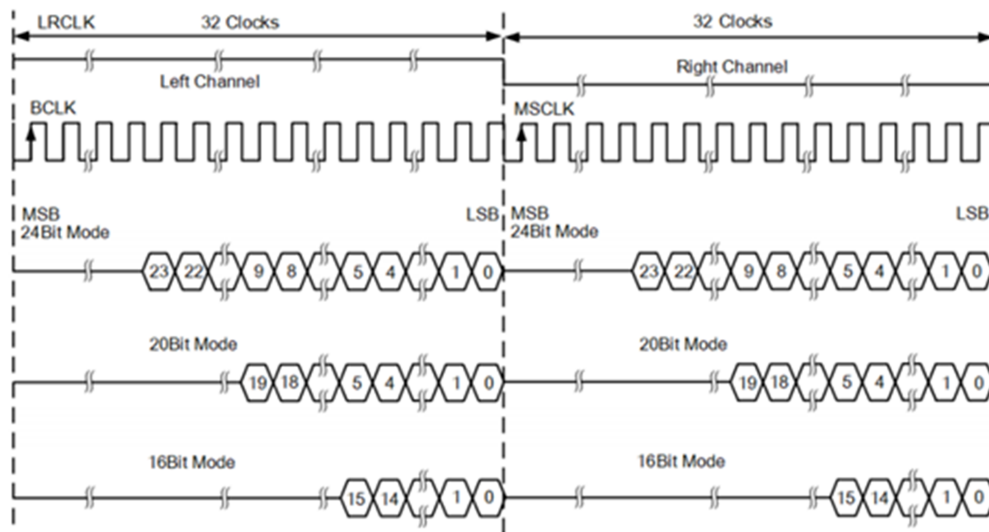 LRCLK 32 Clocks 32 Clocks
Left Channel Right Channel
BCLK MSCLK
MSB LSB MSB LSB
24Bit Mode 24Bit Mode
23 22 9 8 5 4 1 0 23 22 9 8 5 4 1 0
20Bit Mode 20Bit Mode
19 18 5 4 1 0 19 18 5 4 1 0
16Bit Mode 16Bit Mode
15 14 1 0 15 14 1 0